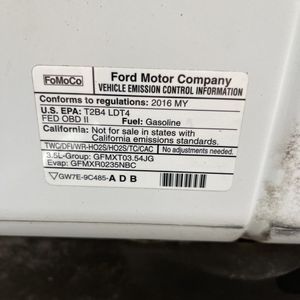 FoMoCo
Ford Motor Company
VEHICLE EMISSION CONTROL INFORMATION
Conforms to regulations: 2016 MY
U.S. EPA: T2B4 LDT4
FED OBD II Fuel: Gasoline
California: Not for sale in states with
California emissions standards.
TWC/DFI/WR-HO2S/HO2S/TC/CAC No adjustments needed.
3.5L-Group: GFMXT03.54JG
Evap: GFMXR0235NBC
GW7E-9C485-ADB